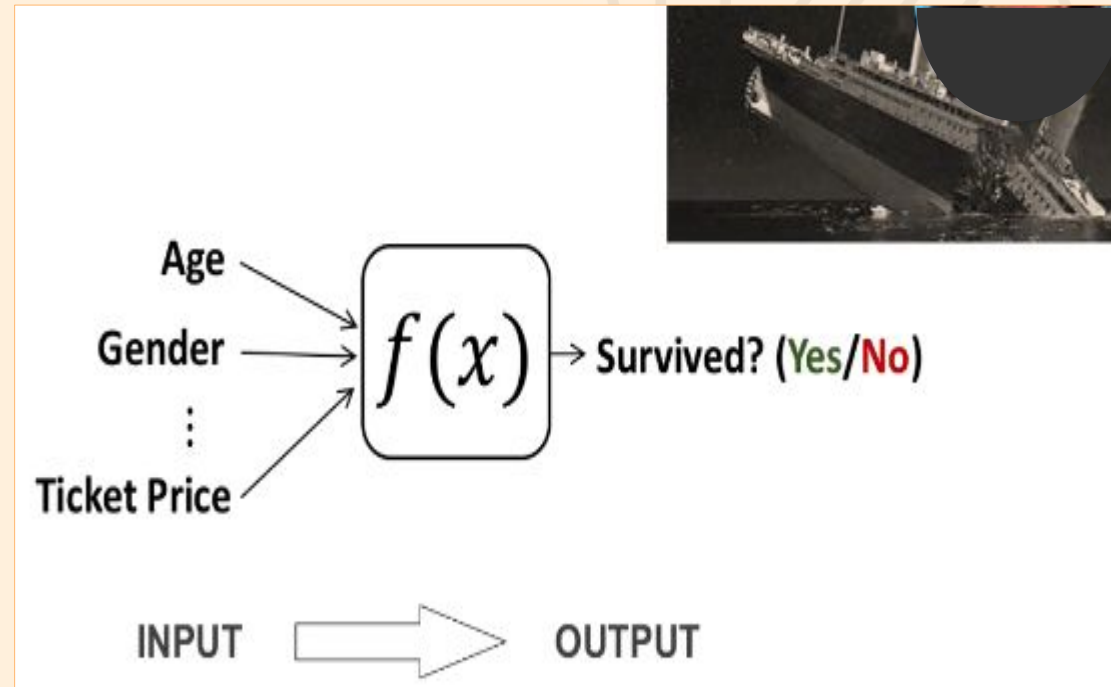 Age
Gender
⋮
Ticket Price
f(x)
Survived? (Yes/No)
INPUT
OUTPUT